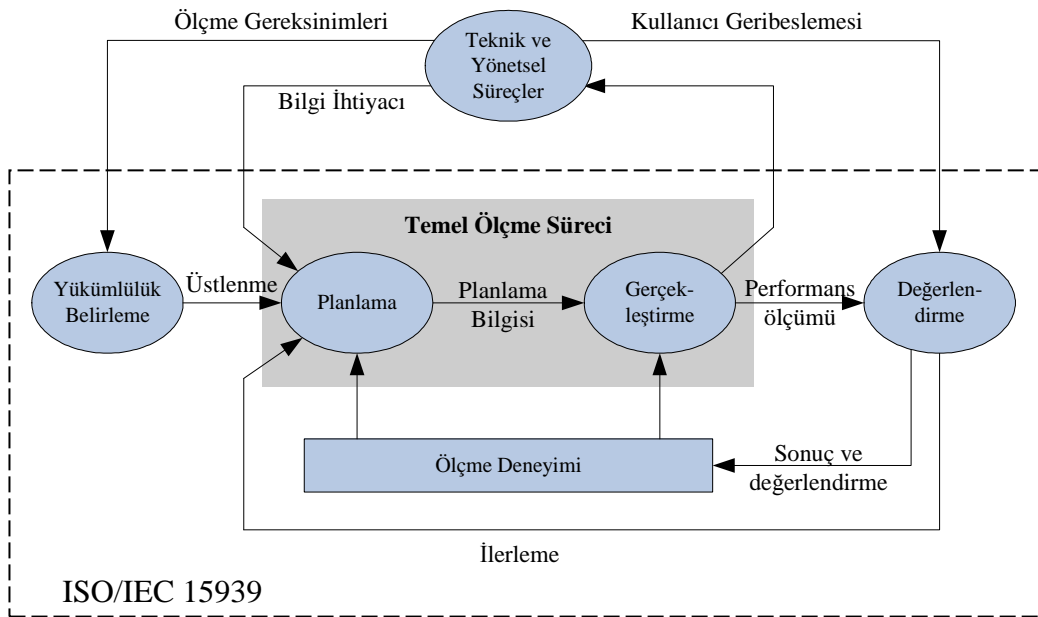 Ölçme Gereksinimleri
Kullanıcı Geribeslemesi
Teknik ve
Yönetsel
Süreçler
Bilgi İhtiyacı
Temel Ölçme Süreci
Yükümlülük
Belirleme
Üstlenme
Planlama
Planlama
Bilgisi
Gerçek-
leştirme
Performans
ölçümü
Değerlen-
dirme
Ölçme Deneyimi
Sonuç ve
değerlendirme
İlerleme
ISO/IEC 15939